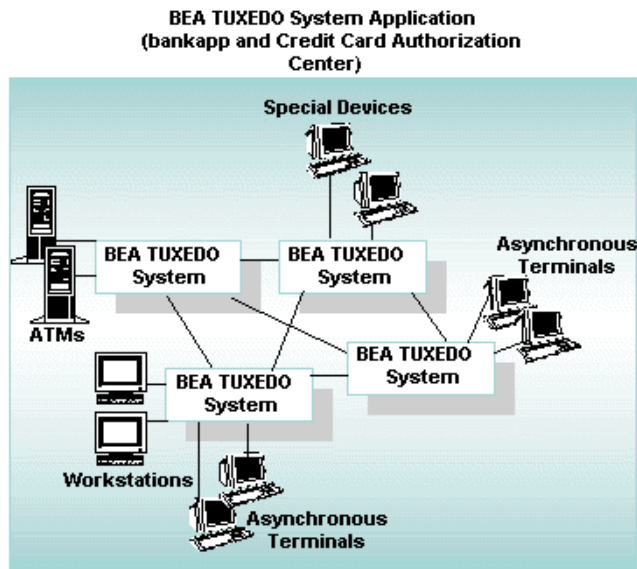 BEA TUXEDO System Application
(bankapp and Credit Card Authorization
Center)
Special Devices
BEA TUXEDO
System
BEA TUXEDO
System
Asynchronous
Terminals
ATMs
BEA TUXEDO
System
BEA TUXEDO
System
Workstations
Asynchronous
Terminals